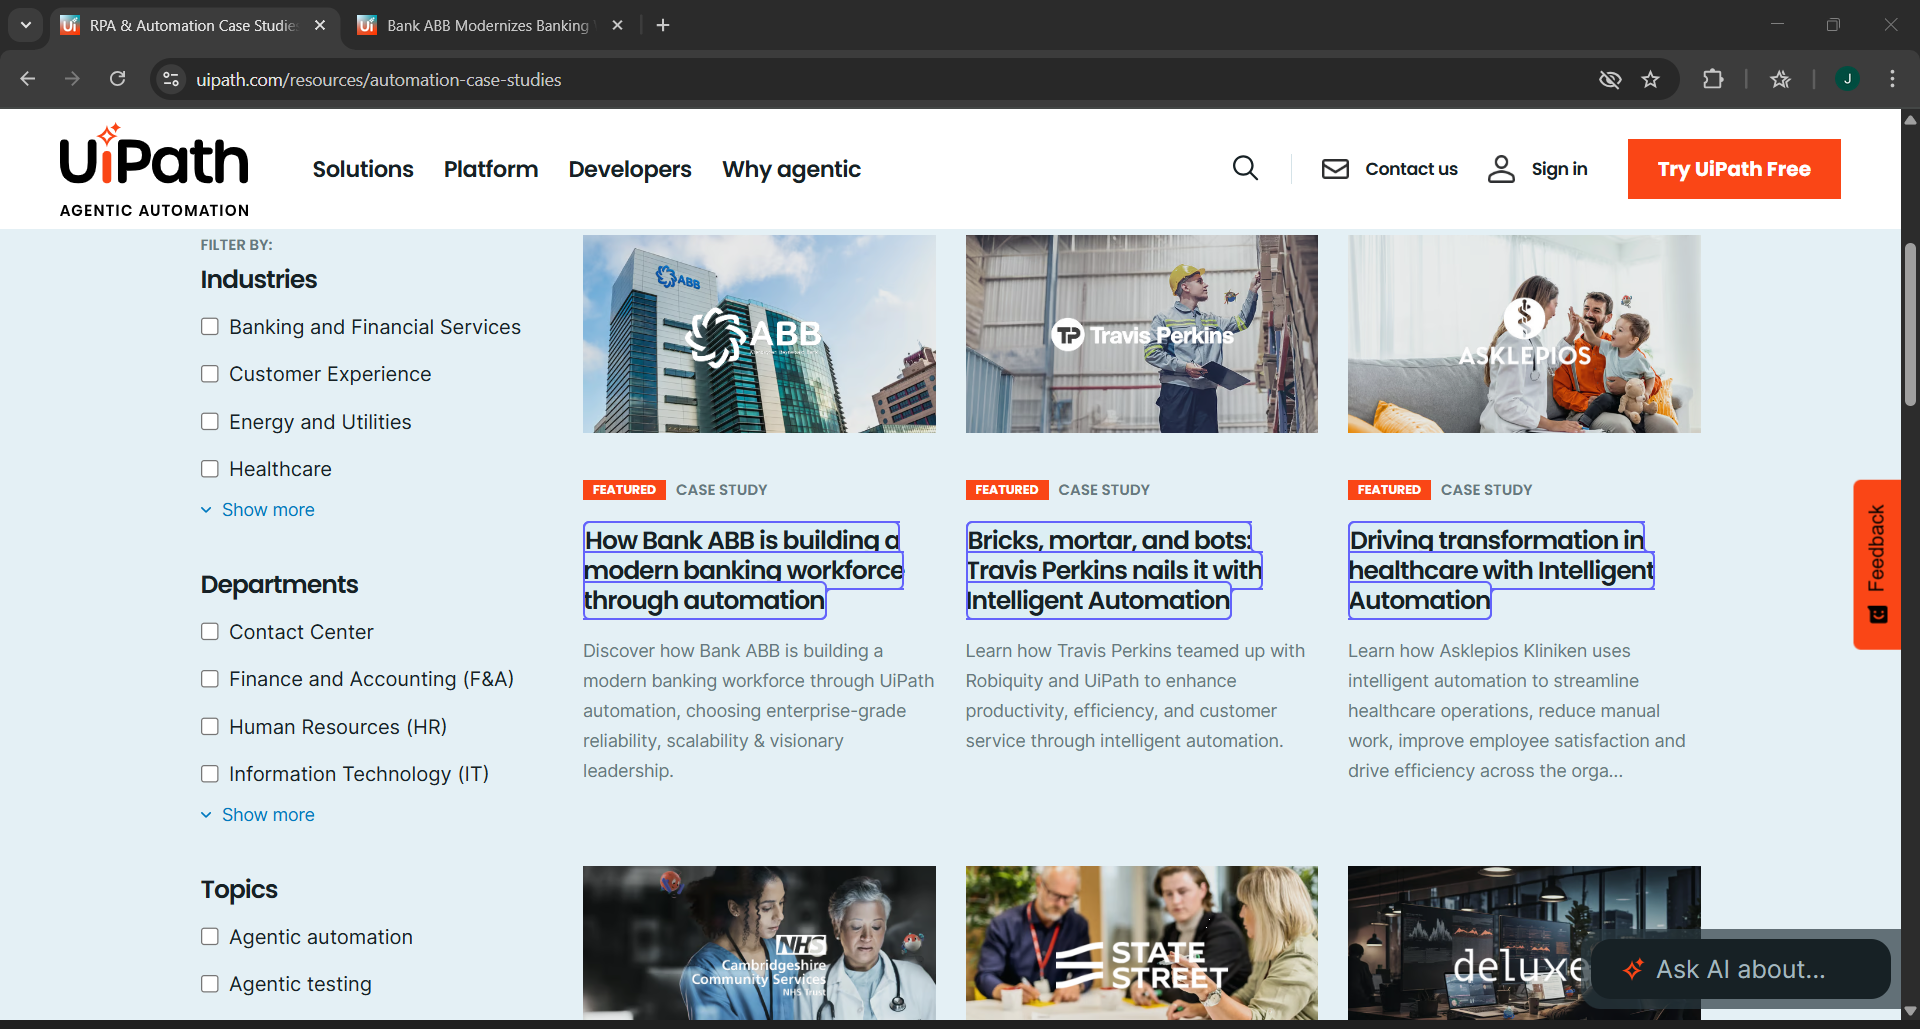 RPA & Automation Case Studies
Bank ABB Modernizes Banking
uipath.com/resources/automation-case-studies
J
UiPath
AGENTIC AUTOMATION
Solutions
Platform
Developers
Why agentic
Contact us
Sign in
Try UiPath Free
FILTER BY:
Industries
Banking and Financial Services
Customer Experience
Energy and Utilities
Healthcare
Show more
Departments
Contact Center
Finance and Accounting (F&A)
Human Resources (HR)
Information Technology (IT)
Show more
Topics
Agentic automation
Agentic testing
ABB
ABB
FEATURED CASE STUDY
How Bank ABB is building a
modern banking workforce
through automation
Discover how Bank ABB is building a
modern banking workforce through UiPath
automation, choosing enterprise-grade
reliability, scalability & visionary
leadership.
TP Travis Perkins
FEATURED CASE STUDY
Bricks, mortar, and bots:
Travis Perkins nails it with
Intelligent Automation
Learn how Travis Perkins teamed up with
Robiquity and UiPath to enhance
productivity, efficiency, and customer
service through intelligent automation.
ASKLEPIOS
FEATURED CASE STUDY
Driving transformation in
healthcare with Intelligent
Automation
Learn how Asklepios Kliniken uses
intelligent automation to streamline
healthcare operations, reduce manual
work, improve employee satisfaction and
drive efficiency across the orga...
NHS
Cambridgeshire
Community Services
NHS Trust
STATE
STREET
deluxe
Feedback
Ask AI about...